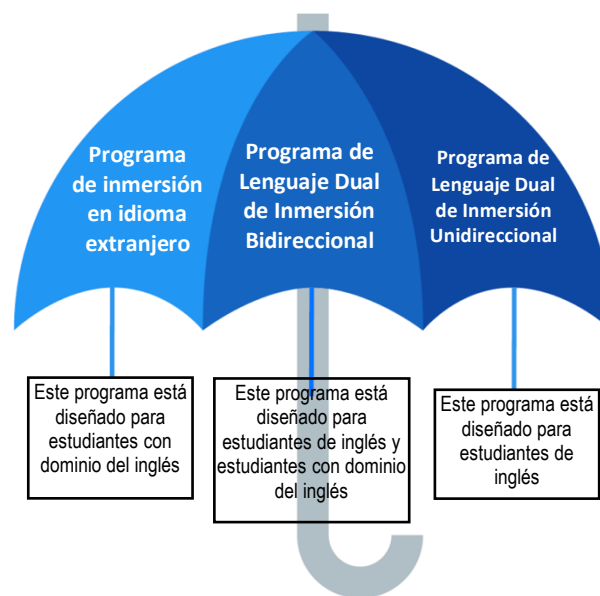 Programa
de inmersión
en idioma
extranjero
Programa de
Lenguaje Dual
de Inmersión
Bidireccional
Programa de
Lenguaje Dual
de Inmersión
Unidireccional
Este programa está
diseñado para
estudiantes con
dominio del inglés
Este programa está
diseñado para
estudiantes de inglés y
estudiantes con dominio
del inglés
Este programa está
diseñado para
estudiantes de
inglés